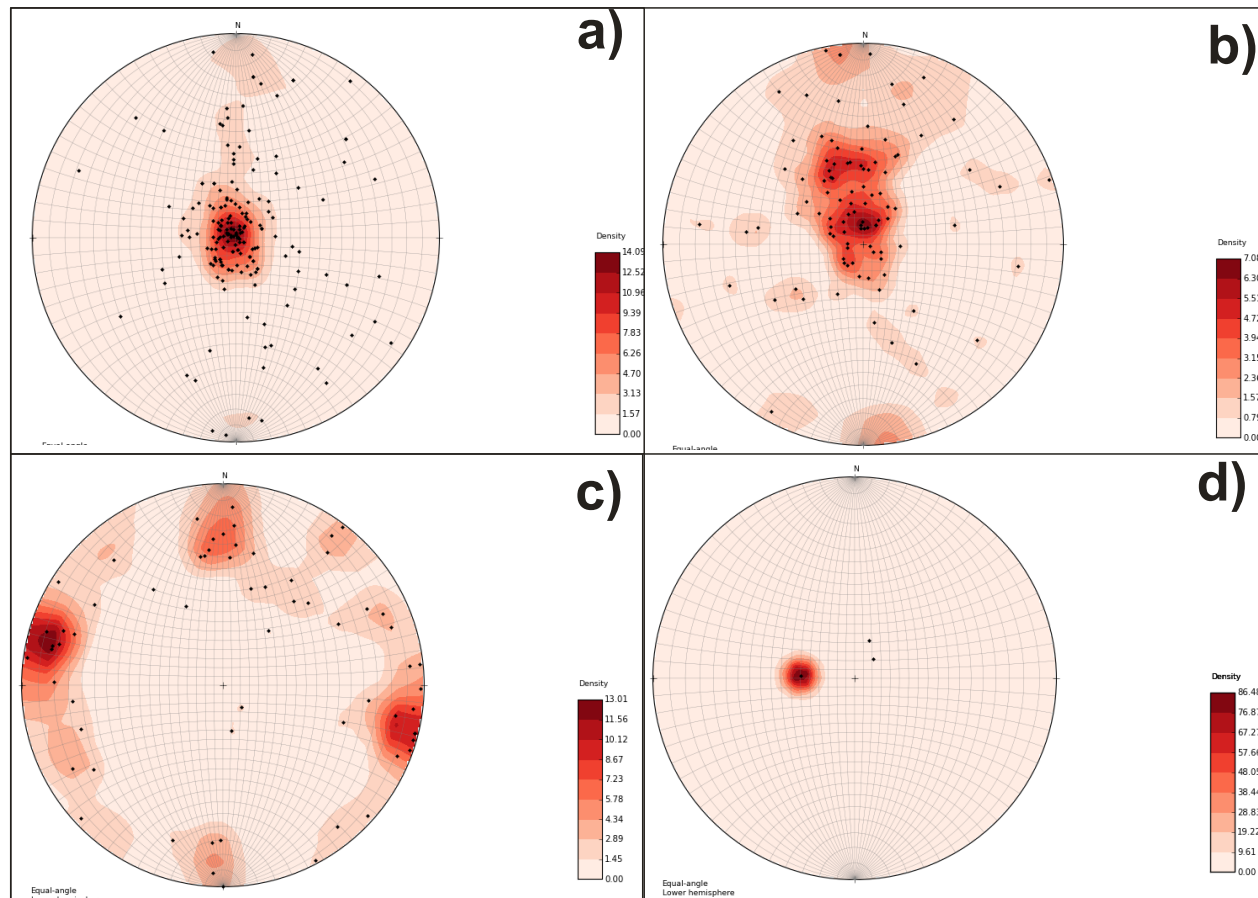 a)
N
Density
14.09
12.52
10.96
9.39
7.83
6.26
4.70
3.13
1.57
0.00
b)
N
Density
7.08
6.30
5.51
4.72
3.94
3.15
2.36
1.57
0.79
0.00
Equal-angle
c)
N
Density
13.01
11.56
10.12
8.67
7.23
5.78
4.34
2.89
1.45
0.00
Equal-angle
d)
N
Density
86.48
76.87
67.27
57.66
48.05
38.44
28.83
19.22
9.61
0.00
Equal-angle
Lower hemisphere